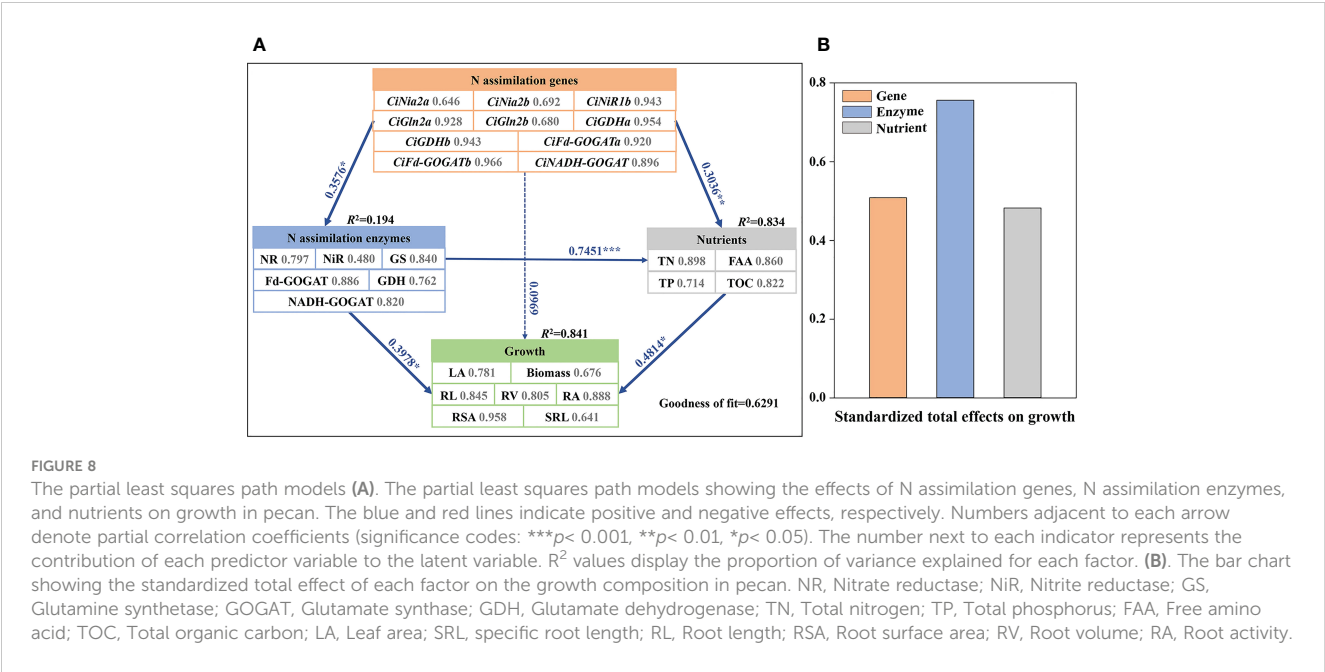 A
N assimilation genes
CiNia2a 0.646 CiNia2b 0.692 CiNiR1b 0.943
CiGln2a 0.928 CiGln2b 0.680 CiGDHa 0.954
CiGDHb 0.943 CiFd-GOGATa 0.920
CiFd-GOGATb 0.966 CiNADH-GOGAT 0.896
0.3576*
0.3036**
R²=0.194
R²=0.834
N assimilation enzymes
NR 0.797 NiR 0.480 GS 0.840
Fd-GOGAT 0.886 GDH 0.762
NADH-GOGAT 0.820
0.7451***
Nutrients
TN 0.898 FAA 0.860
TP 0.714 TOC 0.822
0.0969
0.3978*
0.4814*
R²=0.841
Growth
LA 0.781 Biomass 0.676
RL 0.845 RV 0.805 RA 0.888
RSA 0.958 SRL 0.641
Goodness of fit=0.6291
B
0.8
0.6
0.4
0.2
0.0
Gene
Enzyme
Nutrient
Standardized total effects on growth
FIGURE 8
The partial least squares path models (A). The partial least squares path models showing the effects of N assimilation genes, N assimilation enzymes,
and nutrients on growth in pecan. The blue and red lines indicate positive and negative effects, respectively. Numbers adjacent to each arrow
denote partial correlation coefficients (significance codes: ***p< 0.001, **p< 0.01, *p< 0.05). The number next to each indicator represents the
contribution of each predictor variable to the latent variable. R² values display the proportion of variance explained for each factor. (B). The bar chart
showing the standardized total effect of each factor on the growth composition in pecan. NR, Nitrate reductase; NiR, Nitrite reductase; GS,
Glutamine synthetase; GOGAT, Glutamate synthase; GDH, Glutamate dehydrogenase; TN, Total nitrogen; TP, Total phosphorus; FAA, Free amino
acid; TOC, Total organic carbon; LA, Leaf area; SRL, specific root length; RL, Root length; RSA, Root surface area; RV, Root volume; RA, Root activity.